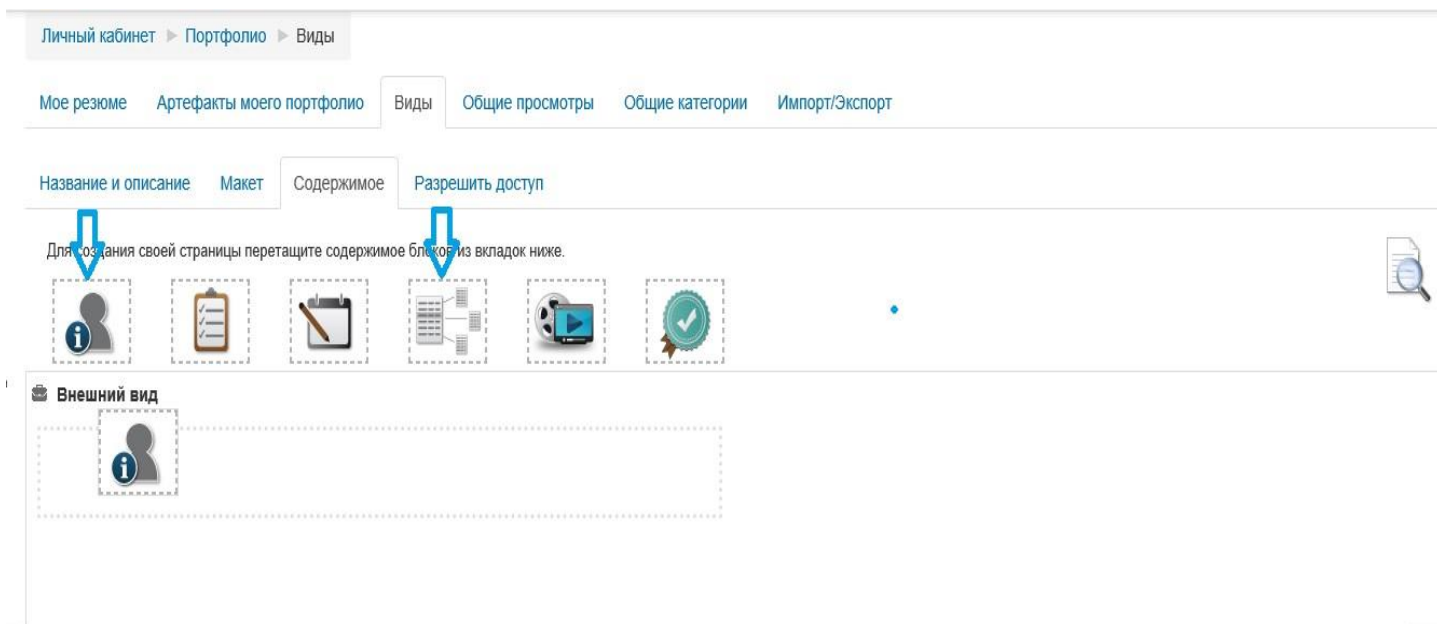 Личный кабинет ▶ Портфолио ▶ Виды
Мое резюме Артефакты моего портфолио Виды Общие просмотры Общие категории Импорт/Экспорт
Название и описание Макет Содержимое Разрешить доступ
Для создания своей страницы перетащите содержимое блоков из вкладок ниже.
Внешний вид